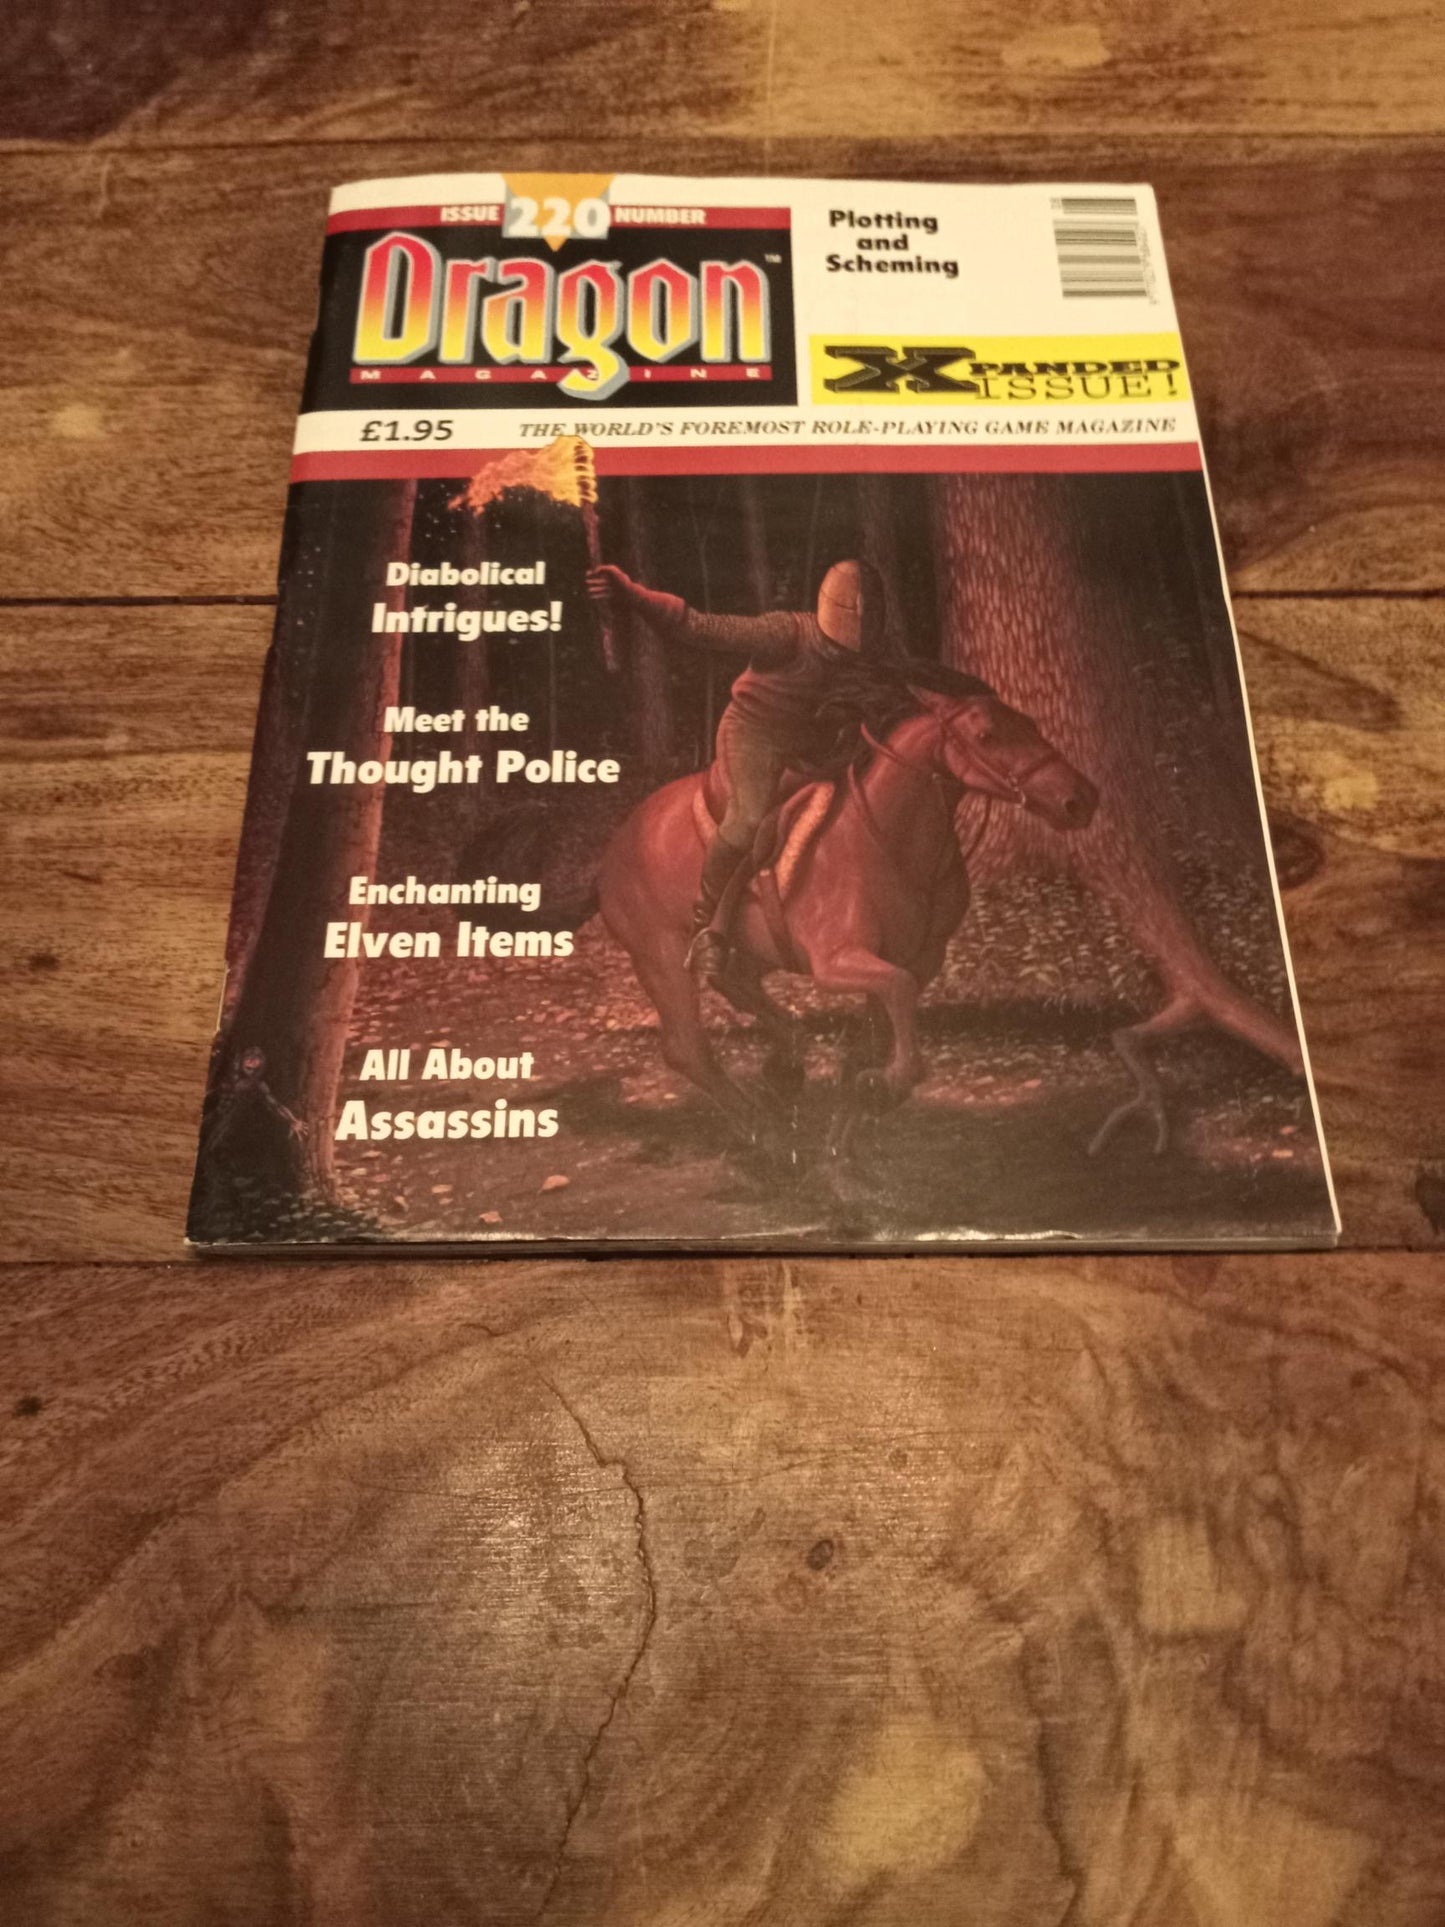 ISSUE 220 NUMBER
Dragon™
MAGAZINE
Plotting
and
Scheming
XPANDED
ISSUE!
£1.95
THE WORLD'S FOREMOST ROLE-PLAYING GAME MAGAZINE
Diabolical
Intrigues!
Meet the
Thought Police
Enchanting
Elven Items
All About
Assassins